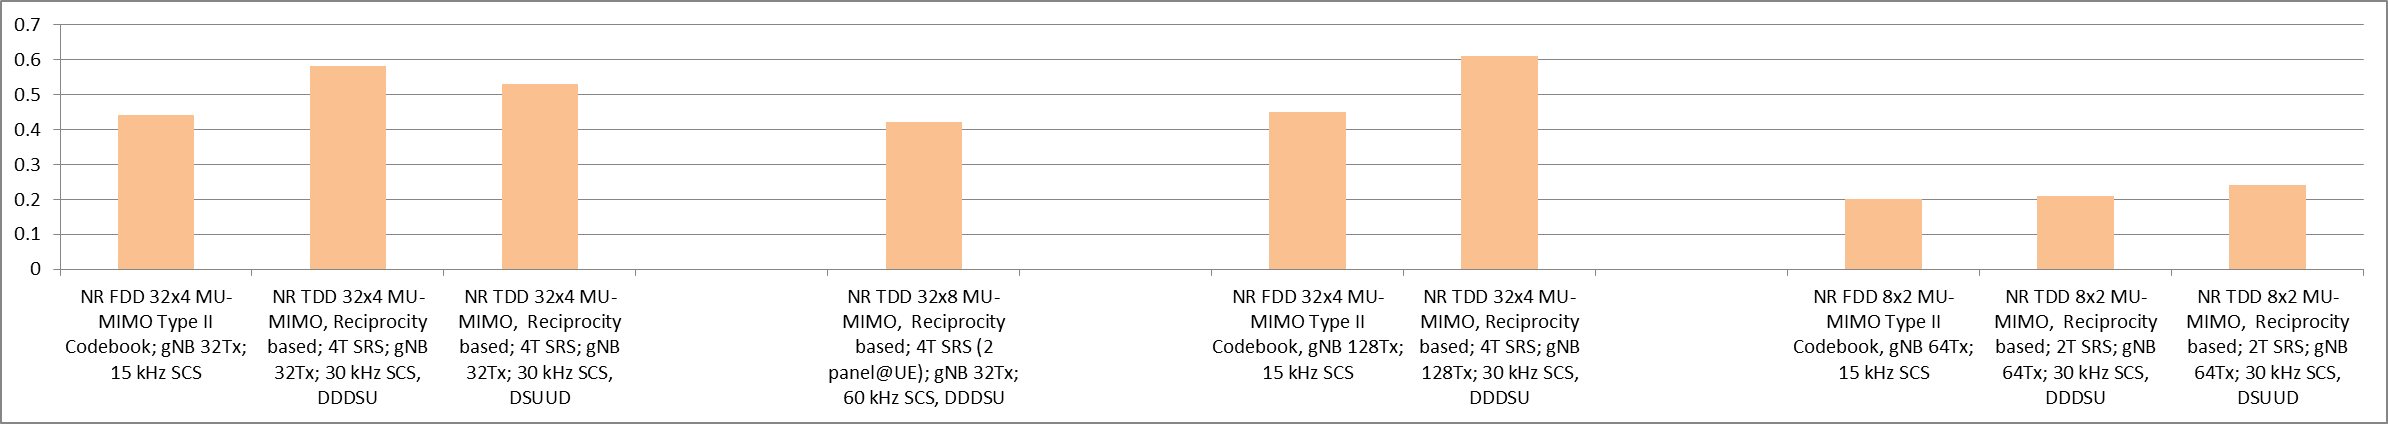 0.7
0.6
0.5
0.4
0.3
0.2
0.1
0
NR FDD 32x4 MU-
MIMO Type II
Codebook; gNB 32Tx;
15 kHz SCS
NR TDD 32x4 MU-
MIMO, Reciprocity
based; 4T SRS; gNB
32Tx; 30 kHz SCS,
DDDSU
NR TDD 32x4 MU-
MIMO,  Reciprocity
based; 4T SRS; gNB
32Tx; 30 kHz SCS,
DSUUD
NR TDD 32x8 MU-
MIMO,  Reciprocity
based; 4T SRS (2
panel@UE); gNB 32Tx;
60 kHz SCS, DDDSU
NR FDD 32x4 MU-
MIMO Type II
Codebook, gNB 128Tx;
15 kHz SCS
NR TDD 32x4 MU-
MIMO, Reciprocity
based; 4T SRS; gNB
128Tx; 30 kHz SCS,
DDDSU
NR FDD 8x2 MU-
MIMO Type II
Codebook, gNB 64Tx;
15 kHz SCS
NR TDD 8x2 MU-
MIMO,  Reciprocity
based; 2T SRS; gNB
64Tx; 30 kHz SCS,
DDDSU
NR TDD 8x2 MU-
MIMO,  Reciprocity
based; 2T SRS; gNB
64Tx; 30 kHz SCS,
DSUUD